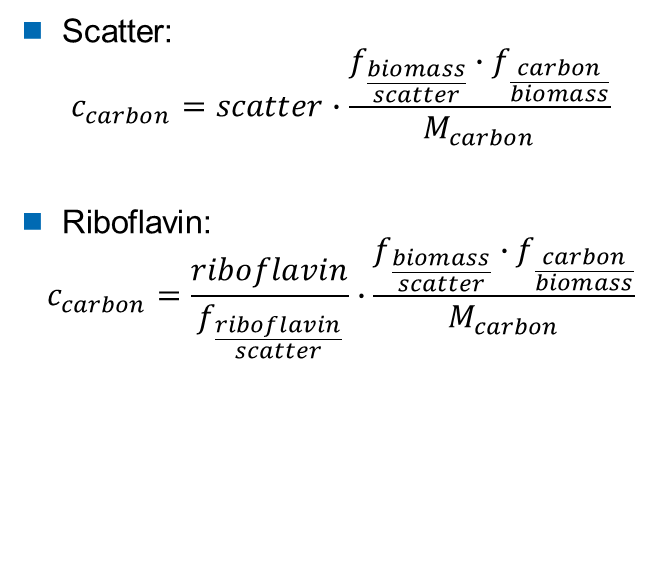 Scatter:
c_carbon = scatter · (f_(biomass/scatter) · f_(carbon/biomass)) / M_carbon
Riboflavin:
c_carbon = riboflavin / f_(riboflavin/scatter) · (f_(biomass/scatter) · f_(carbon/biomass)) / M_carbon